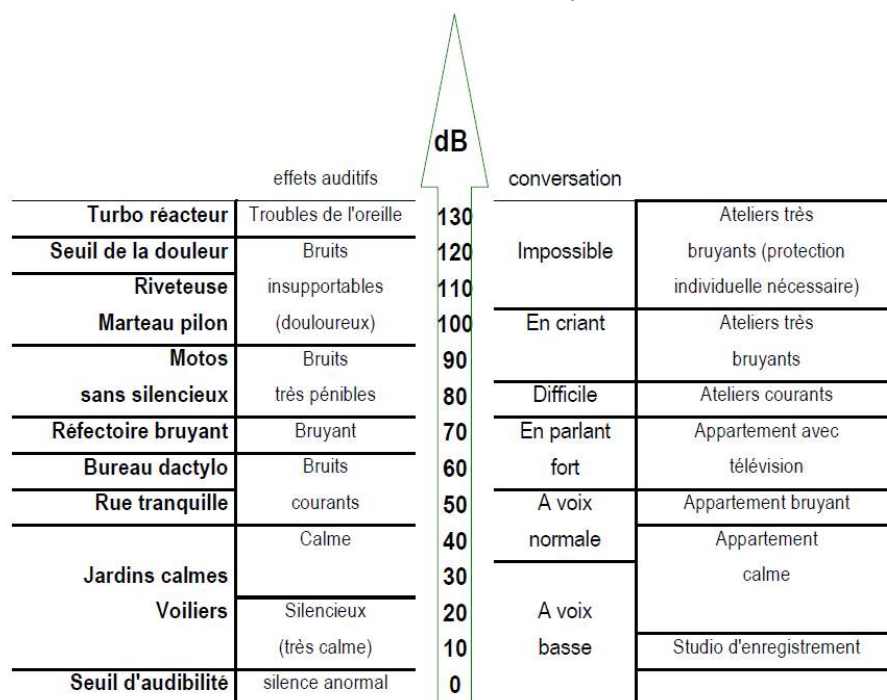 dB
effets auditifs conversation
Turbo réacteur Troubles de l'oreille 130 Ateliers très
Seuil de la douleur Bruits 120 Impossible bruyants (protection
Riveteuse insupportables 110 individuelle nécessaire)
Marteau pilon (douloureux) 100 En criant Ateliers très
Motos Bruits 90 bruyants
sans silencieux très pénibles 80 Difficile Ateliers courants
Réfectoire bruyant Bruyant 70 En parlant Appartement avec
Bureau dactylo Bruits 60 fort télévision
Rue tranquille courants 50 A voix Appartement bruyant
Calme 40 normale Appartement
Jardins calmes 30 calme
Voiliers Silencieux 20 A voix
(très calme) 10 basse Studio d'enregistrement
Seuil d'audibilité silence anormal 0